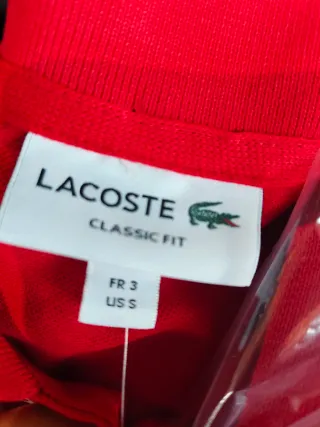 LACOSTE
CLASSIC FIT
FR 3
US S